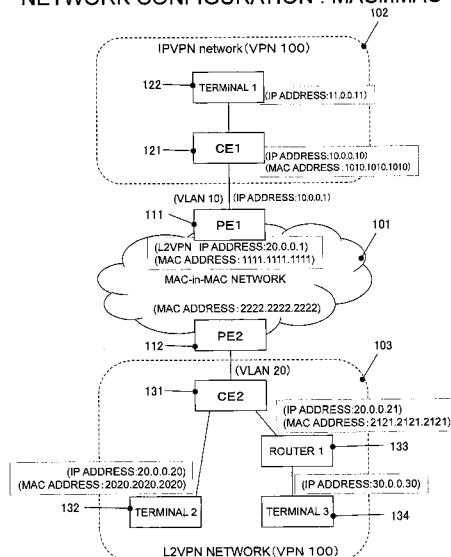 NETWORK CONFIGURATION : MACinMAC
102
IPVPN network(VPN 100)
122
TERMINAL 1
(IP ADDRESS:11.0.0.11)
121
CE1
(IP ADDRESS:10.0.0.10)
(MAC ADDRESS:1010.1010.1010)
(VLAN 10)
(IP ADDRESS:10.0.0.1)
111
PE1
101
(L2VPN IP ADDRESS:20.0.0.1)
(MAC ADDRESS:1111.1111.1111)
MAC-in-MAC NETWORK
(MAC ADDRESS:2222.2222.2222)
PE2
112
103
(VLAN 20)
131
CE2
(IP ADDRESS:20.0.0.21)
(MAC ADDRESS:2121.2121.2121)
ROUTER 1
133
(IP ADDRESS:20.0.0.20)
(MAC ADDRESS:2020.2020.2020)
(IP ADDRESS:30.0.0.30)
132
TERMINAL 2
TERMINAL 3
134
L2VPN NETWORK(VPN 100)